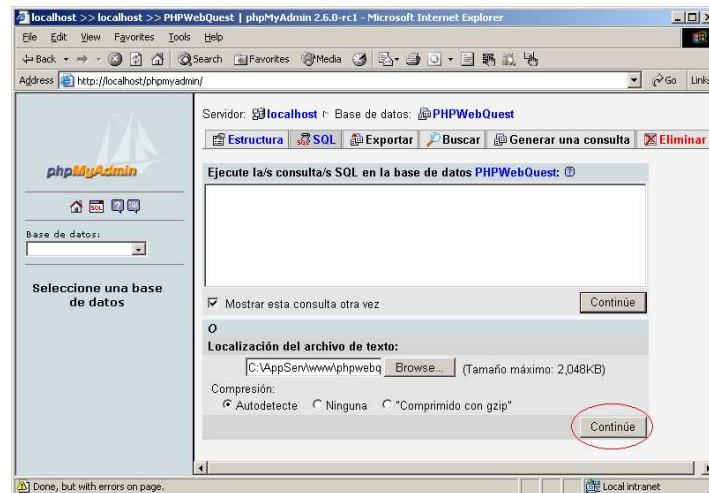 localhost >> localhost >> PHPWebQuest | phpMyAdmin 2.6.0-rc1 - Microsoft Internet Explorer
File Edit View Favorites Tools Help
Back Search Favorites Media
Address http://localhost/phpmyadmin/ Go Links
phpMyAdmin
SQL
Base de datos:
Seleccione una base
de datos
Servidor: localhost Base de datos: PHPWebQuest
Estructura SQL Exportar Buscar Generar una consulta Eliminar
Ejecute la/s consulta/s SQL en la base de datos PHPWebQuest:
Mostrar esta consulta otra vez Continúe
O
Localización del archivo de texto:
C:\AppServ\www\phpwebq Browse... (Tamaño máximo: 2,048KB)
Compresión:
Autodetecte Ninguna "Comprimido con gzip"
Continúe
Done, but with errors on page. Local intranet